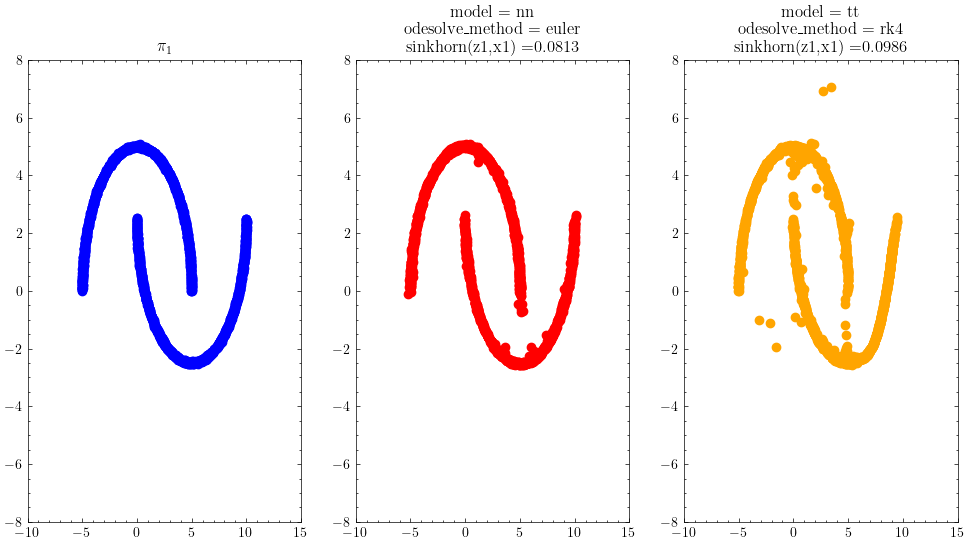 π₁
8
6
4
2
0
−2
−4
−6
−8
−10 −5 0 5 10 15
model = nn
odesolve_method = euler
sinkhorn(z1,x1) =0.0813
8
6
4
2
0
−2
−4
−6
−8
−10 −5 0 5 10 15
model = tt
odesolve_method = rk4
sinkhorn(z1,x1) =0.0986
8
6
4
2
0
−2
−4
−6
−8
−10 −5 0 5 10 15